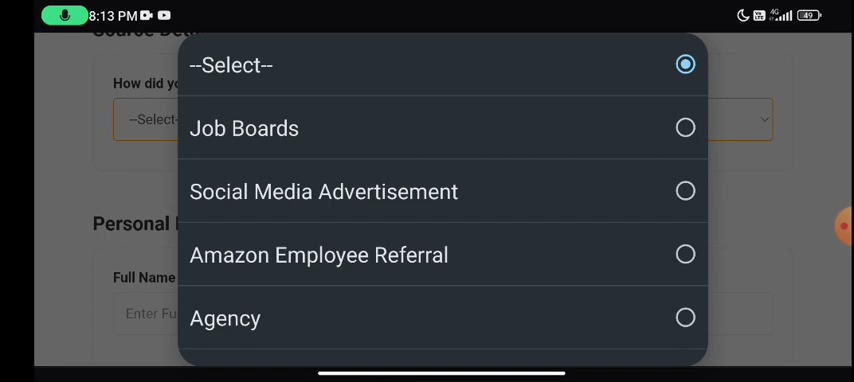 8:13 PM
4G
49
How did yo
--Select-
--Select--
Job Boards
Social Media Advertisement
Amazon Employee Referral
Agency
Personal
Full Name
Enter Fu